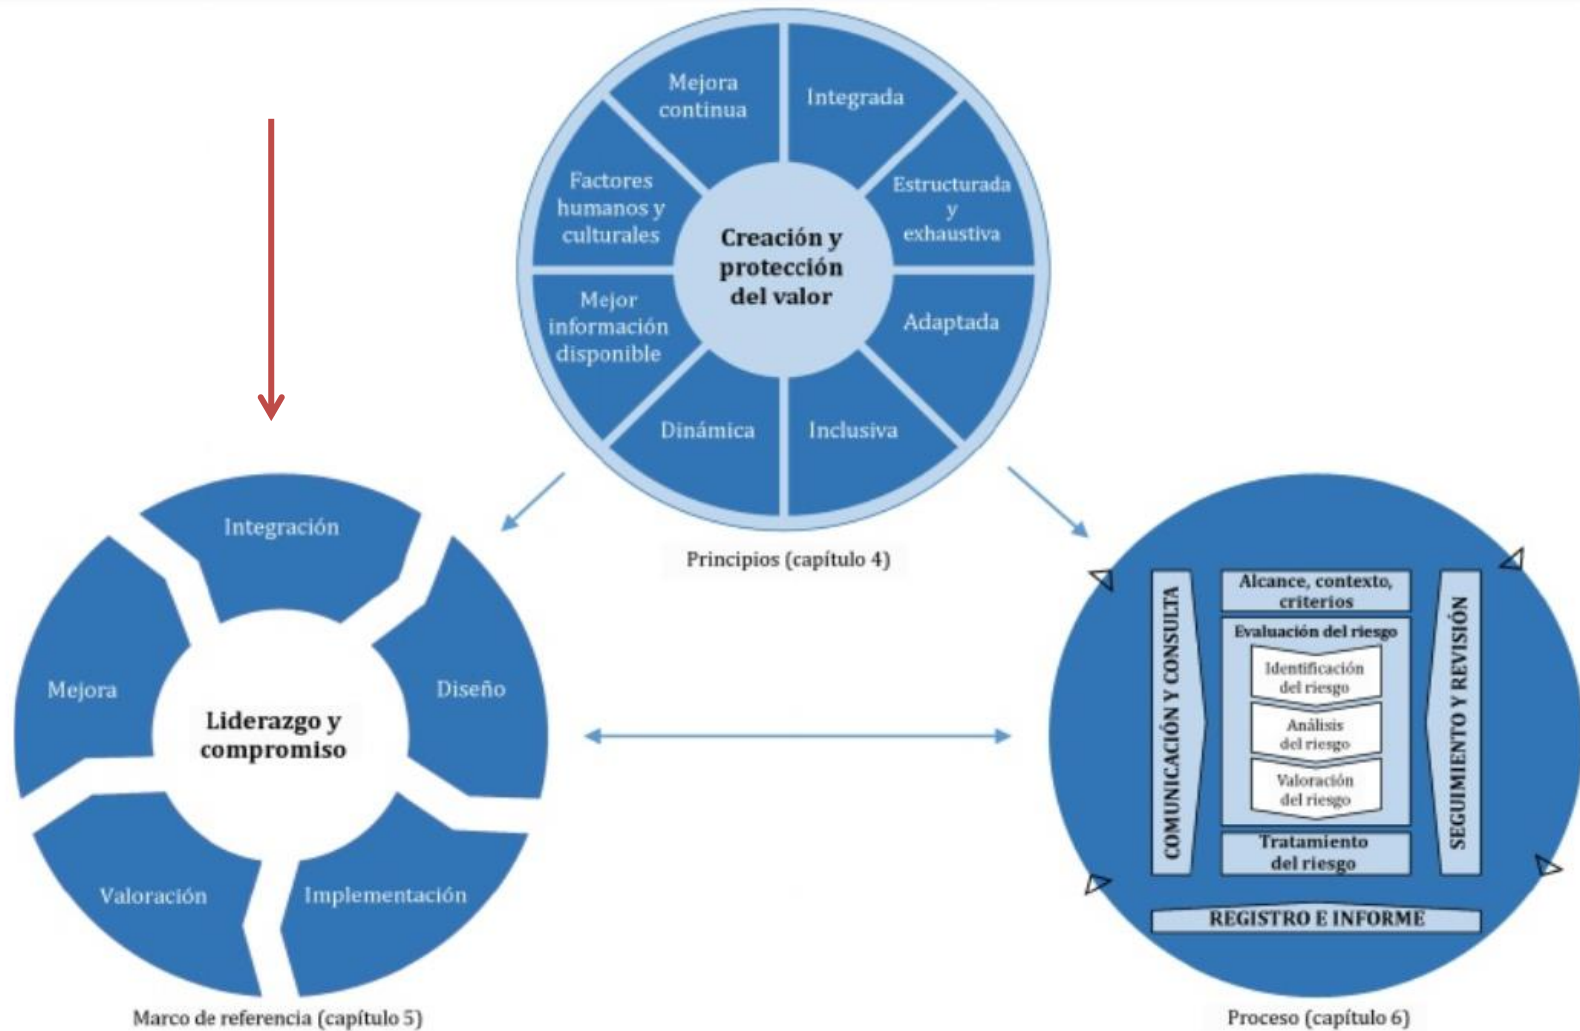 Mejora
continua
Integrada
Factores
humanos y
culturales
Estructurada
y
exhaustiva
Creación y
protección
del valor
Mejor
información
disponible
Adaptada
Dinámica
Inclusiva
Principios (capítulo 4)
Integración
Mejora
Diseño
Liderazgo y
compromiso
Valoración
Implementación
Marco de referencia (capítulo 5)
COMUNICACIÓN Y CONSULTA
Alcance, contexto,
criterios
Evaluación del riesgo
Identificación
del riesgo
Análisis
del riesgo
Valoración
del riesgo
Tratamiento
del riesgo
SEGUIMIENTO Y REVISIÓN
REGISTRO E INFORME
Proceso (capítulo 6)